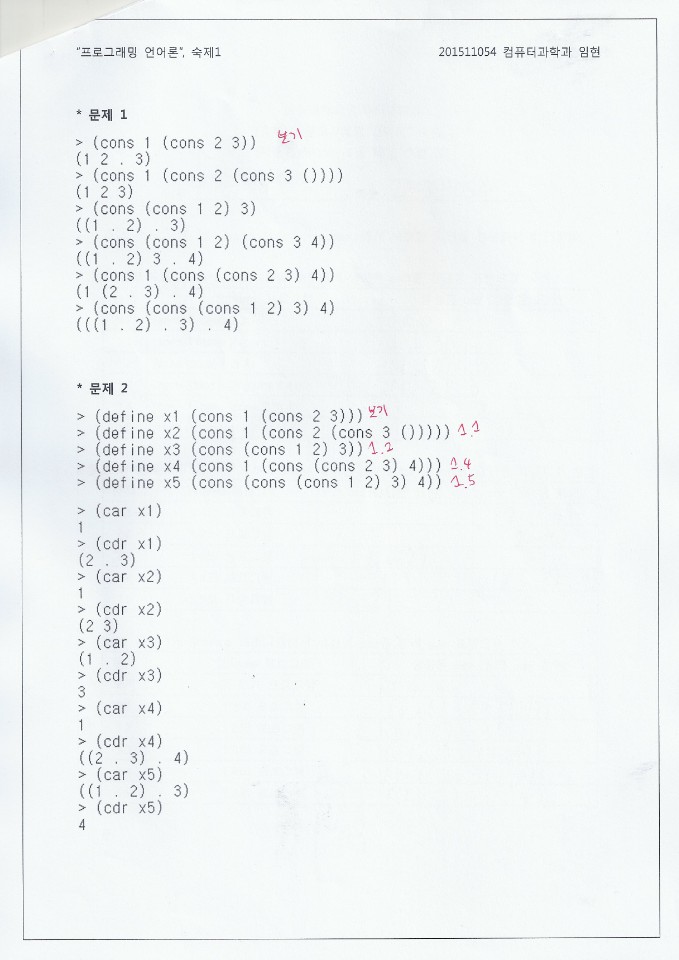 "프로그래밍 언어론", 숙제1 201511054 컴퓨터과학과 임현
* 문제 1
> (cons 1 (cons 2 3)) 보기
(1 2 . 3)
> (cons 1 (cons 2 (cons 3 ())))
(1 2 3)
> (cons (cons 1 2) 3)
((1 . 2) . 3)
> (cons (cons 1 2) (cons 3 4))
((1 . 2) 3 . 4)
> (cons 1 (cons (cons 2 3) 4))
(1 (2 . 3) . 4)
> (cons (cons (cons 1 2) 3) 4)
(((1 . 2) . 3) . 4)
* 문제 2
> (define x1 (cons 1 (cons 2 3))) 보기
> (define x2 (cons 1 (cons 2 (cons 3 ())))) 1.1
> (define x3 (cons (cons 1 2) 3)) 1.2
> (define x4 (cons 1 (cons (cons 2 3) 4))) 1.4
> (define x5 (cons (cons (cons 1 2) 3) 4)) 1.5
> (car x1)
1
> (cdr x1)
(2 . 3)
> (car x2)
1
> (cdr x2)
(2 3)
> (car x3)
(1 . 2)
> (cdr x3)
3
> (car x4)
1
> (cdr x4)
((2 . 3) . 4)
> (car x5)
((1 . 2) . 3)
> (cdr x5)
4